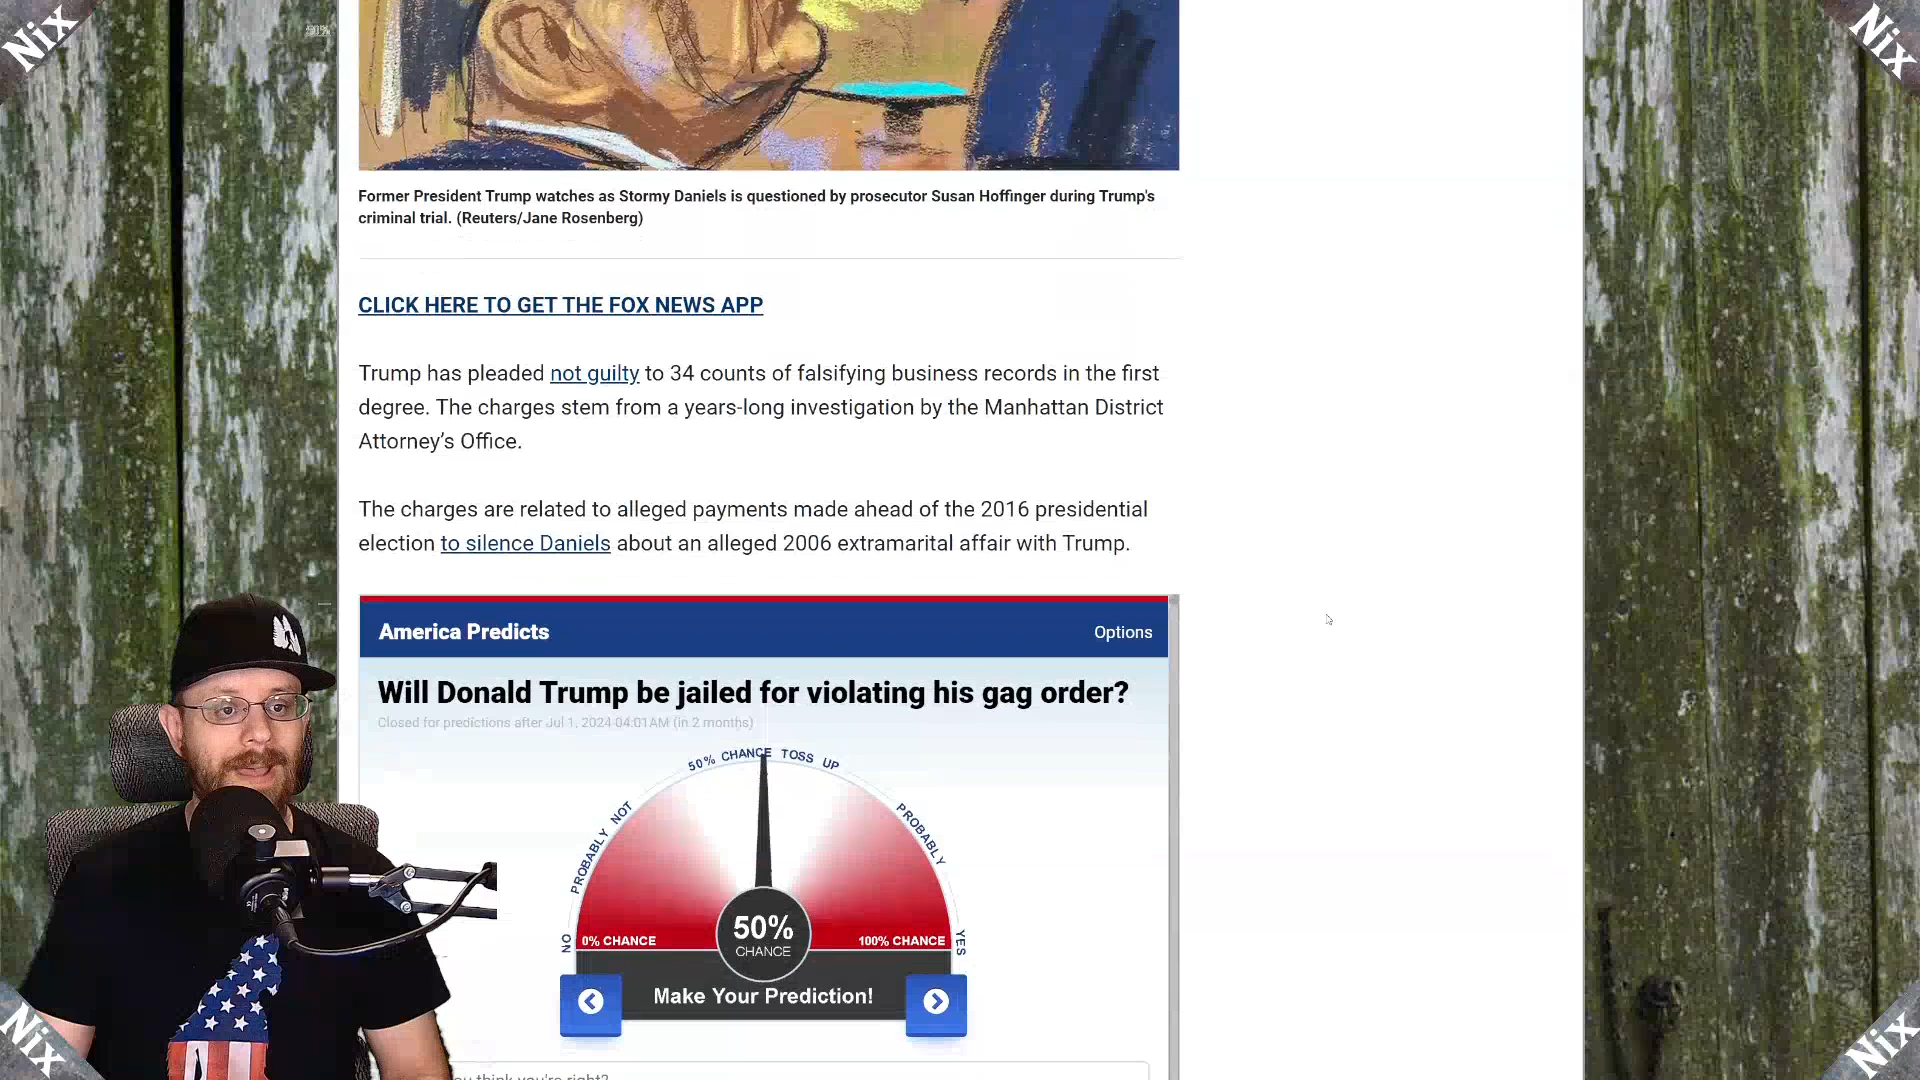 Nix
Nix
Former President Trump watches as Stormy Daniels is questioned by prosecutor Susan Hoffinger during Trump's
criminal trial. (Reuters/Jane Rosenberg)
CLICK HERE TO GET THE FOX NEWS APP
Trump has pleaded not guilty to 34 counts of falsifying business records in the first
degree. The charges stem from a years-long investigation by the Manhattan District
Attorney’s Office.
The charges are related to alleged payments made ahead of the 2016 presidential
election to silence Daniels about an alleged 2006 extramarital affair with Trump.
America Predicts
Options
Will Donald Trump be jailed for violating his gag order?
Closed for predictions after Jul 1, 2024 04:01AM (in 2 months)
NO
PROBABLY NOT
50% CHANCE TOSS UP
PROBABLY
YES
0% CHANCE
50%
CHANCE
100% CHANCE
Make Your Prediction!
you think you're right?
Nix
Nix